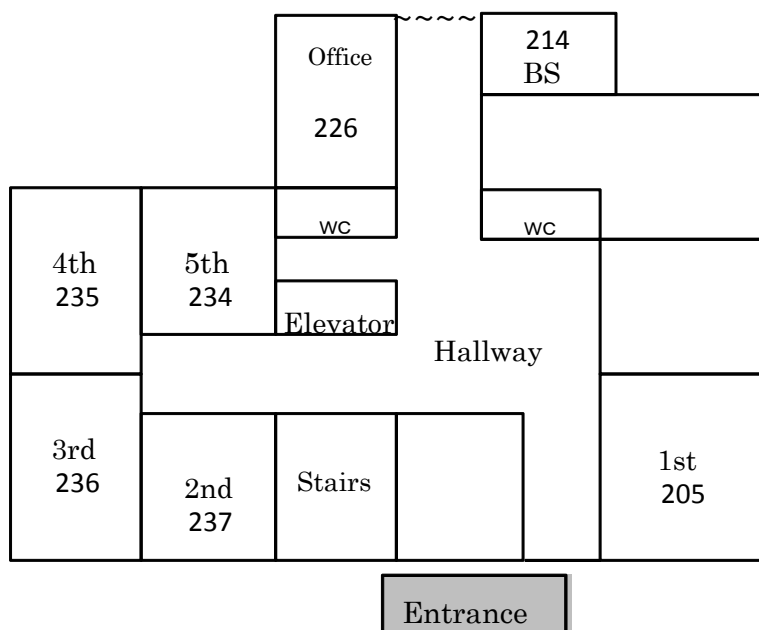 Office
226
~~~~
214
BS
WC
WC
4th
235
5th
234
Elevator
Hallway
3rd
236
2nd
237
Stairs
1st
205
Entrance